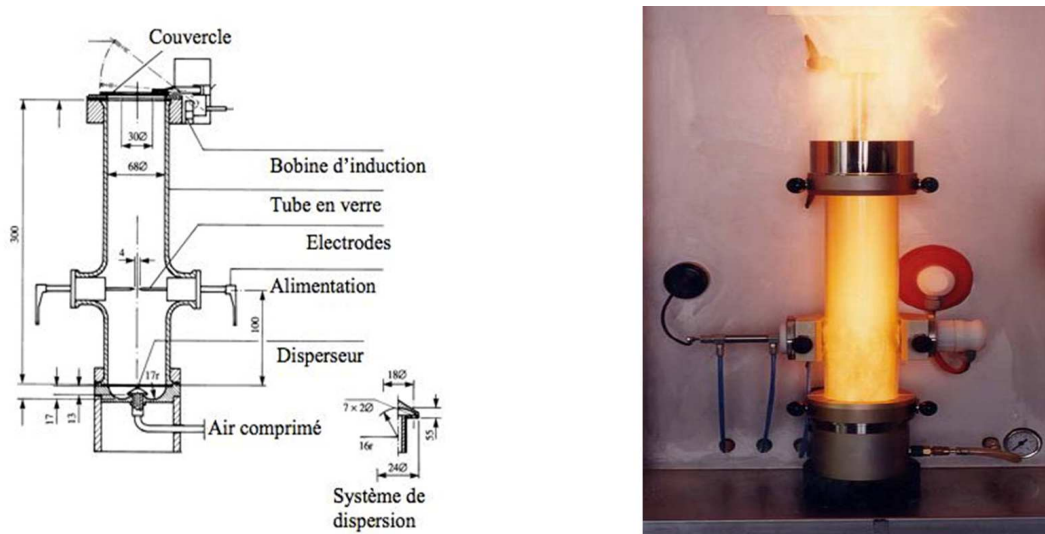 Couvercle
30Ø
Bobine d'induction
68Ø
Tube en verre
300
Electrodes
4
Alimentation
100
Disperseur
17r
18Ø
17
13
7 × 2Ø
Air comprimé
55
16r
24Ø
Système de
dispersion